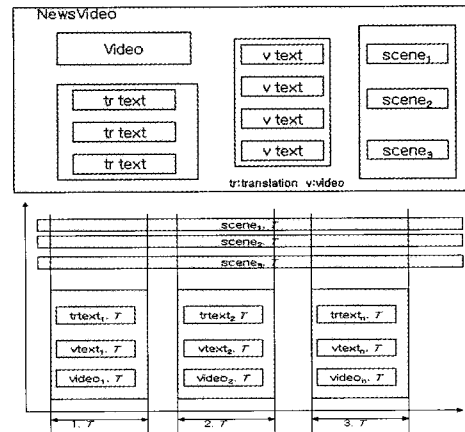 NewsVideo
Video
tr text
tr text
tr text
v text
v text
v text
v text
scene₁
scene₂
scene₃
tr:translation v:video
scene₁. T
scene₂. T
scene₃. T
trtext₁. T
vtext₁. T
video₁. T
trtext₂. T
vtext₂. T
video₂. T
trtextₙ. T
vtextₙ. T
videoₙ. T
1. T
2. T
3. T